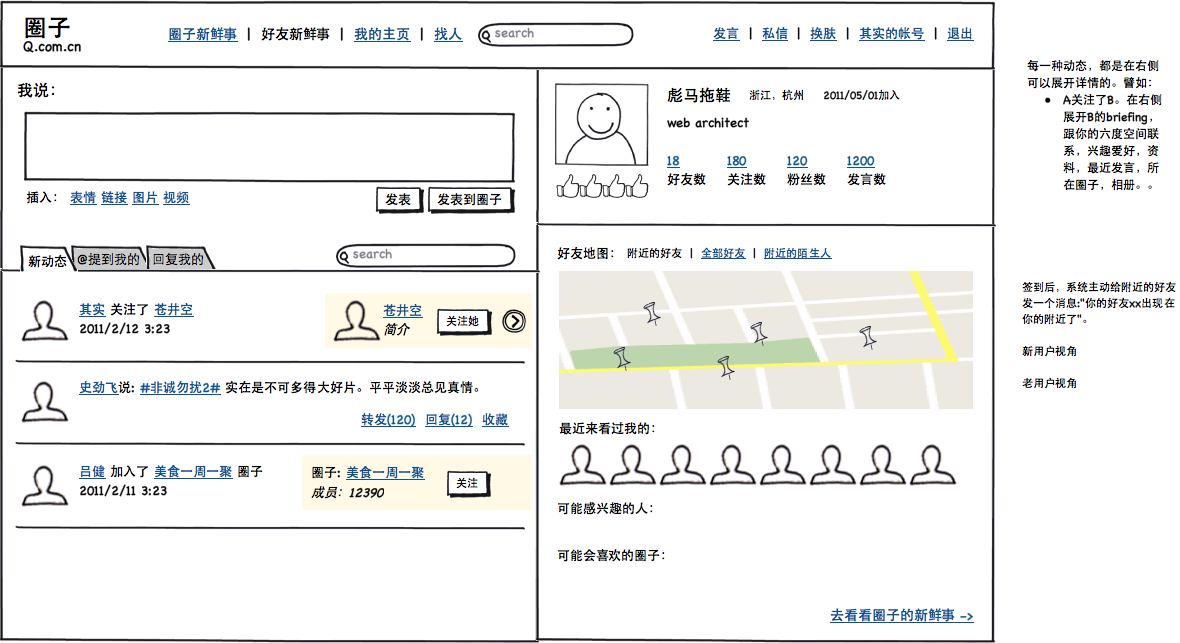 圈子
Q.com.cn
圈子新鲜事 | 好友新鲜事 | 我的主页 | 找人
search
发言 | 私信 | 换肤 | 其实的帐号 | 退出
我说:
插入: 表情 链接 图片 视频
发表
发表到圈子
新动态
@提到我的
回复我的
search
其实 关注了 苍井空
2011/2/12 3:23
苍井空
简介
关注她
史劲飞说: #非诚勿扰2# 实在是不可多得大好片。平平淡淡总见真情。
转发(120) 回复(12) 收藏
吕健 加入了 美食一周一聚 圈子
2011/2/11 3:23
圈子: 美食一周一聚
成员: 12390
关注
彪马拖鞋 浙江，杭州 2011/05/01加入
web architect
18 180 120 1200
好友数 关注数 粉丝数 发言数
好友地图: 附近的好友 | 全部好友 | 附近的陌生人
最近来看过我的:
可能感兴趣的人:
可能会喜欢的圈子:
去看看圈子的新鲜事 ->
每一种动态，都是在右侧
可以展开详情的。譬如:
• A关注了B。在右侧
展开B的briefing，
跟你的六度空间联
系，兴趣爱好，资
料，最近发言，所
在圈子，相册。。
签到后，系统主动给附近的好友
发一个消息:"你的好友xx出现在
你的附近了"。
新用户视角
老用户视角